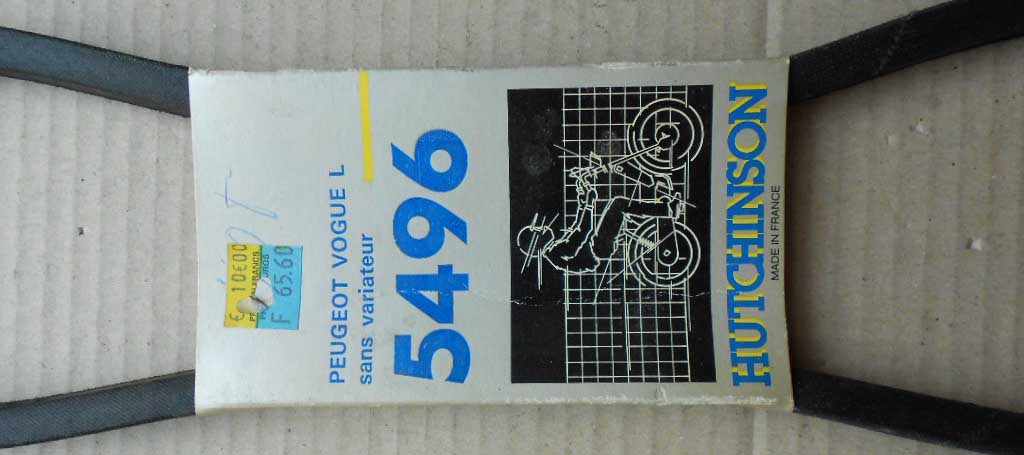 € 10€00
F 65.60
PEUGEOT VOGUE L
sans variateur
5496
HUTCHINSON
MADE IN FRANCE